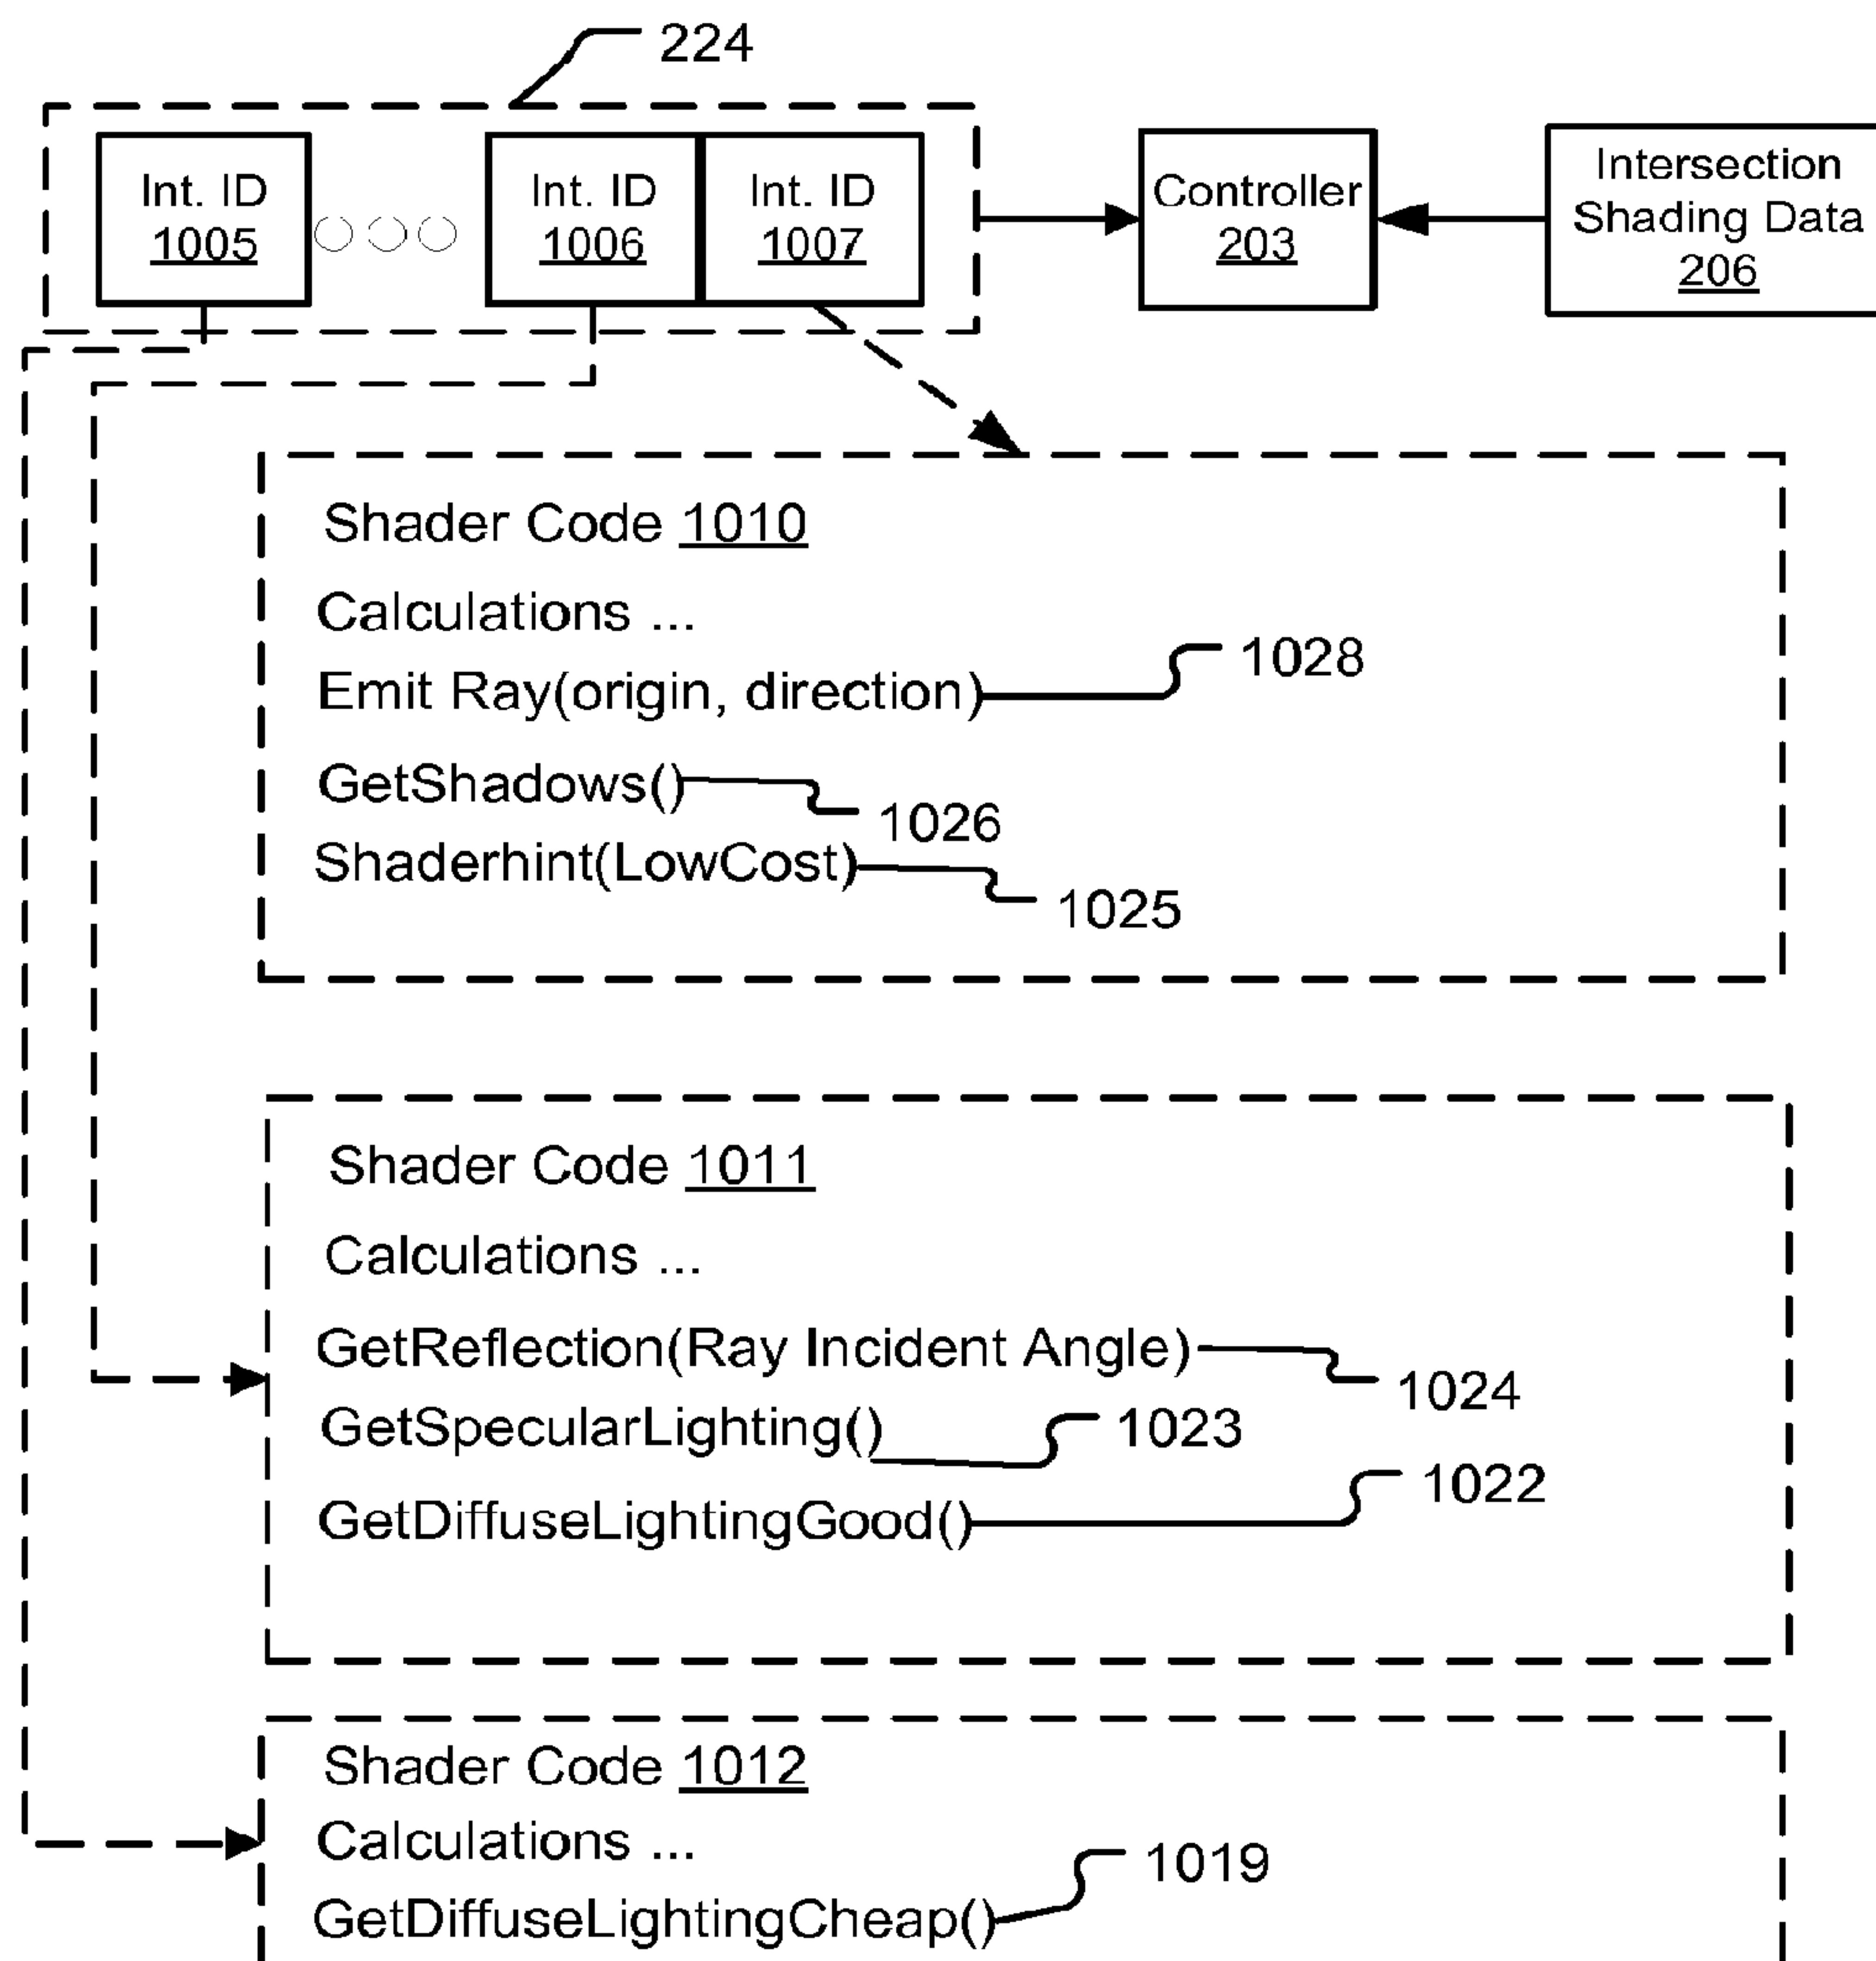 224
Int. ID
1005
Int. ID
1006
Int. ID
1007
Controller
203
Intersection
Shading Data
206
Shader Code 1010
Calculations ...
Emit Ray(origin, direction)
1028
GetShadows()
1026
Shaderhint(LowCost)
1025
Shader Code 1011
Calculations ...
GetReflection(Ray Incident Angle)
1024
GetSpecularLighting()
1023
GetDiffuseLightingGood()
1022
Shader Code 1012
Calculations ...
GetDiffuseLightingCheap()
1019